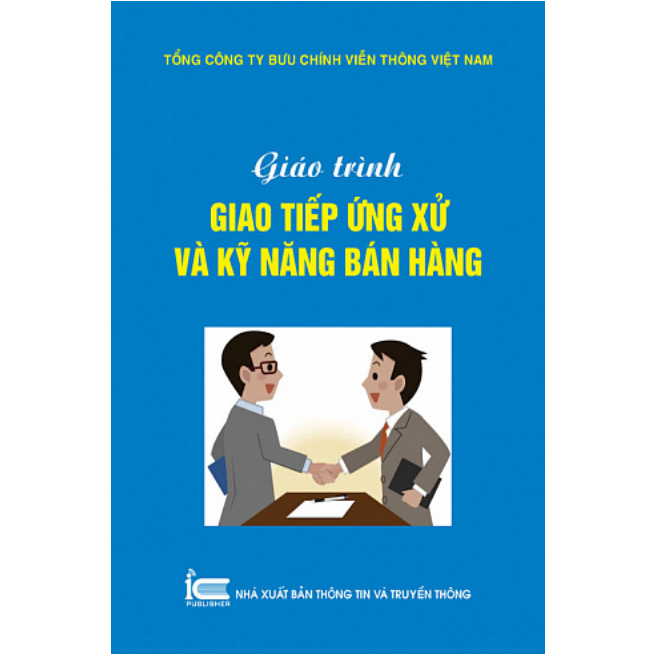 TỔNG CÔNG TY BƯU CHÍNH VIỄN THÔNG VIỆT NAM
Giáo trình
GIAO TIẾP ỨNG XỬ
VÀ KỸ NĂNG BÁN HÀNG
ic
PUBLISHER
NHÀ XUẤT BẢN THÔNG TIN VÀ TRUYỀN THÔNG